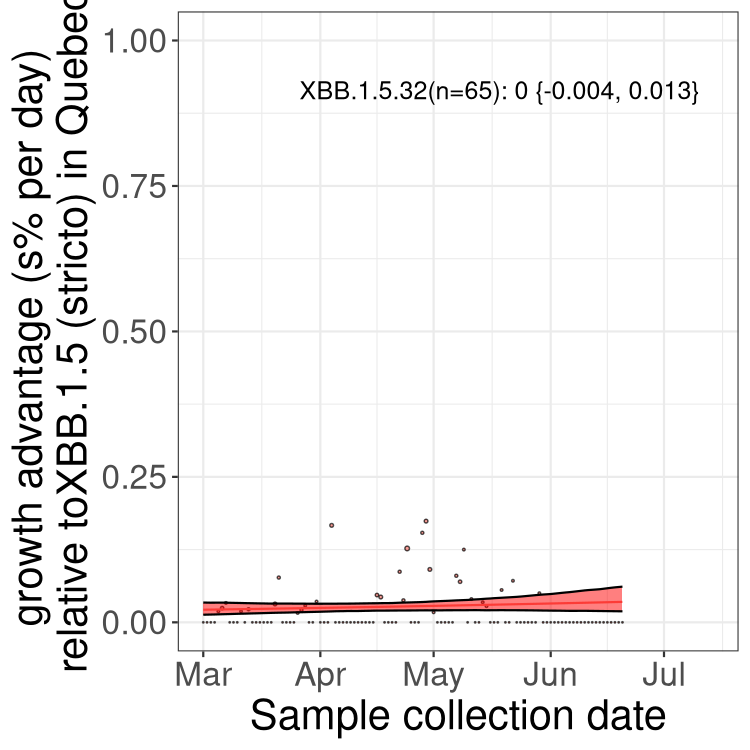 growth advantage (s% per day)
relative toXBB.1.5 (stricto) in Quebec
1.00
XBB.1.5.32(n=65): 0 {-0.004, 0.013}
0.75
0.50
0.25
0.00
Mar Apr May Jun Jul
Sample collection date